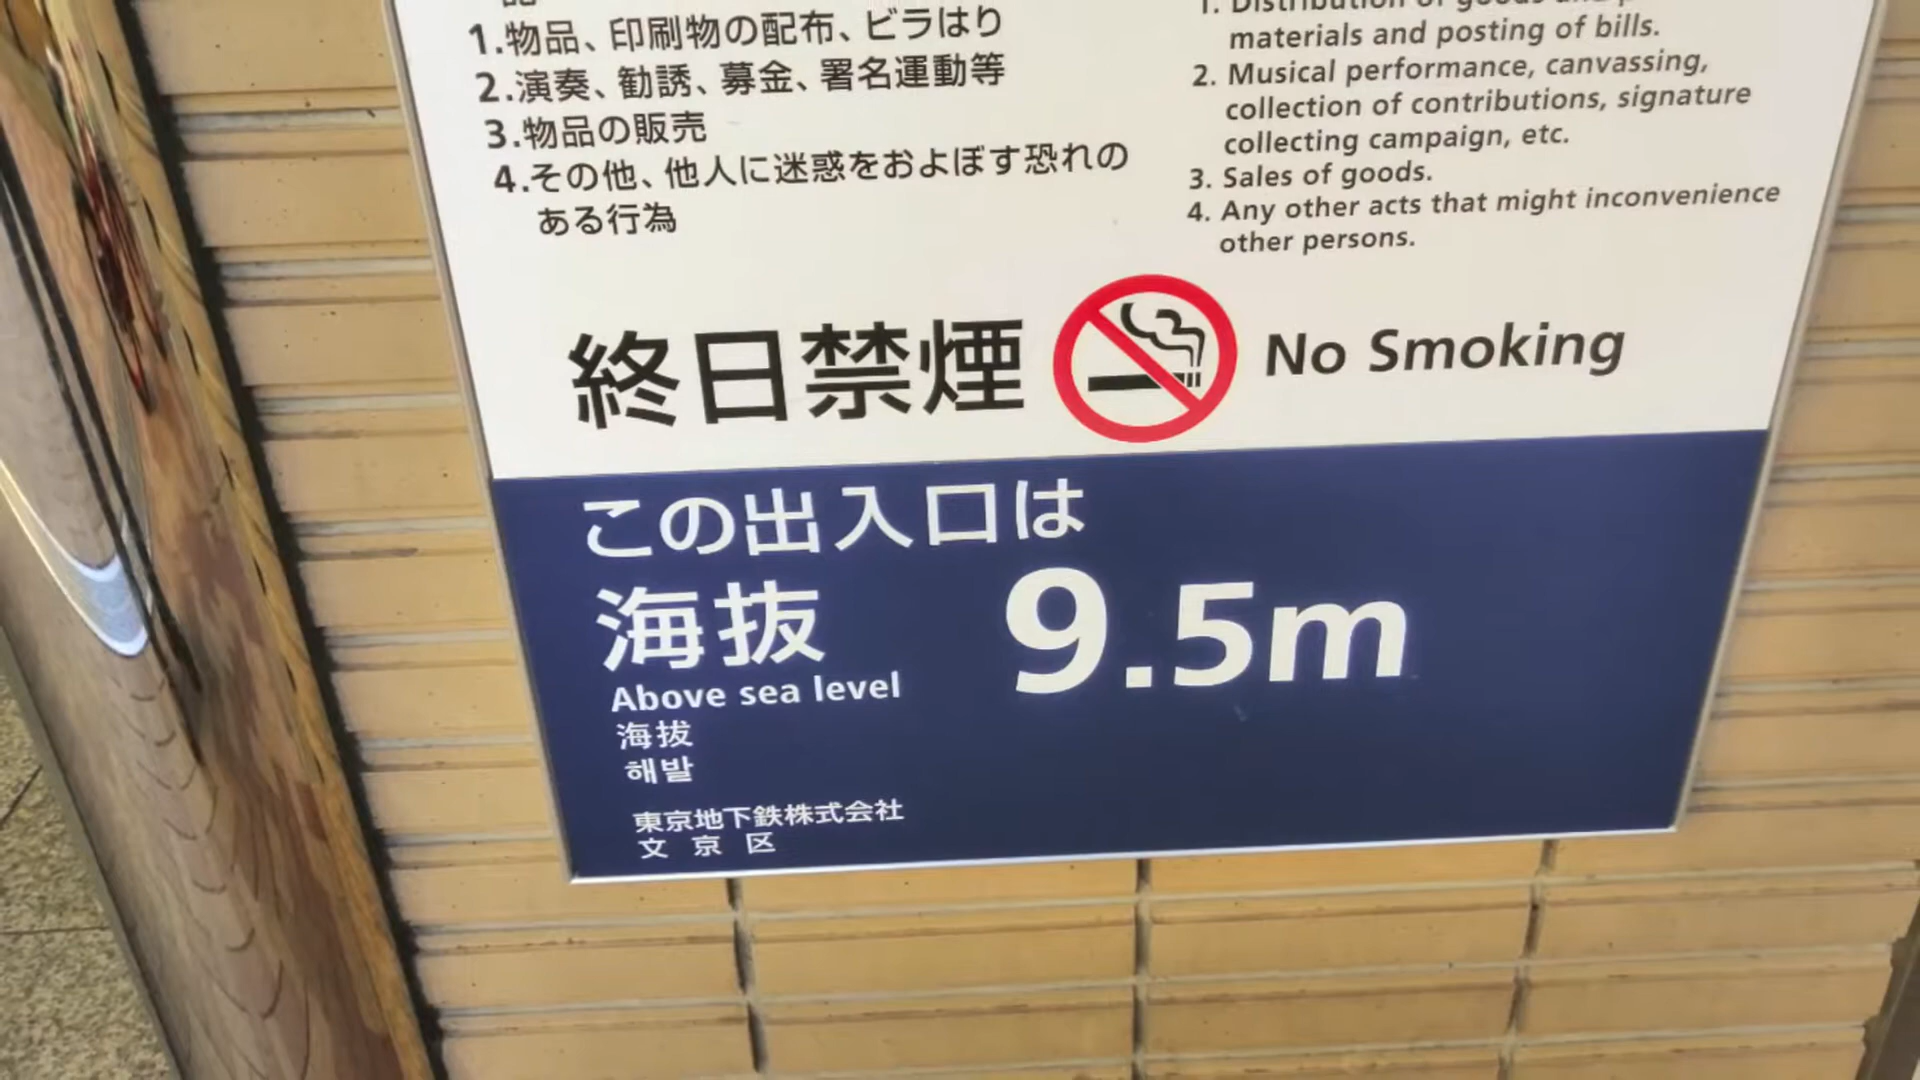 1.物品、印刷物の配布、ビラはり
2.演奏、勧誘、募金、署名運動等
3.物品の販売
4.その他、他人に迷惑をおよぼす恐れの
ある行為
1. Distribution of goods and
materials and posting of bills.
2. Musical performance, canvassing,
collection of contributions, signature
collecting campaign, etc.
3. Sales of goods.
4. Any other acts that might inconvenience
other persons.
終日禁煙 No Smoking
この出入口は
海抜 9.5m
Above sea level
海拔
해발
東京地下鉄株式会社
文京区